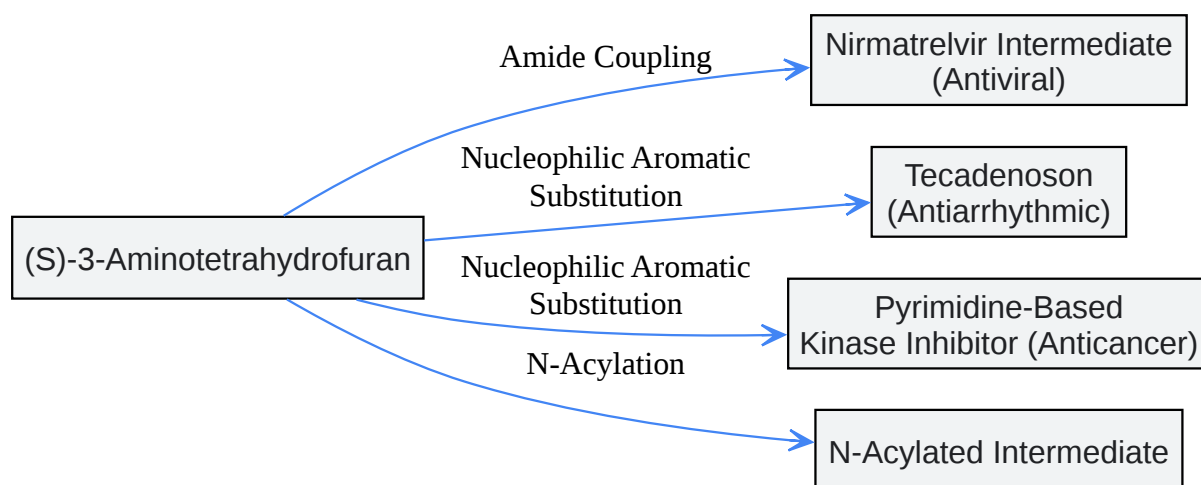 Amide Coupling
Nirmatrelvir Intermediate
(Antiviral)
Nucleophilic Aromatic
Substitution
Tecadenoson
(Antiarrhythmic)
(S)-3-Aminotetrahydrofuran
Nucleophilic Aromatic
Substitution
Pyrimidine-Based
Kinase Inhibitor (Anticancer)
N-Acylation
N-Acylated Intermediate